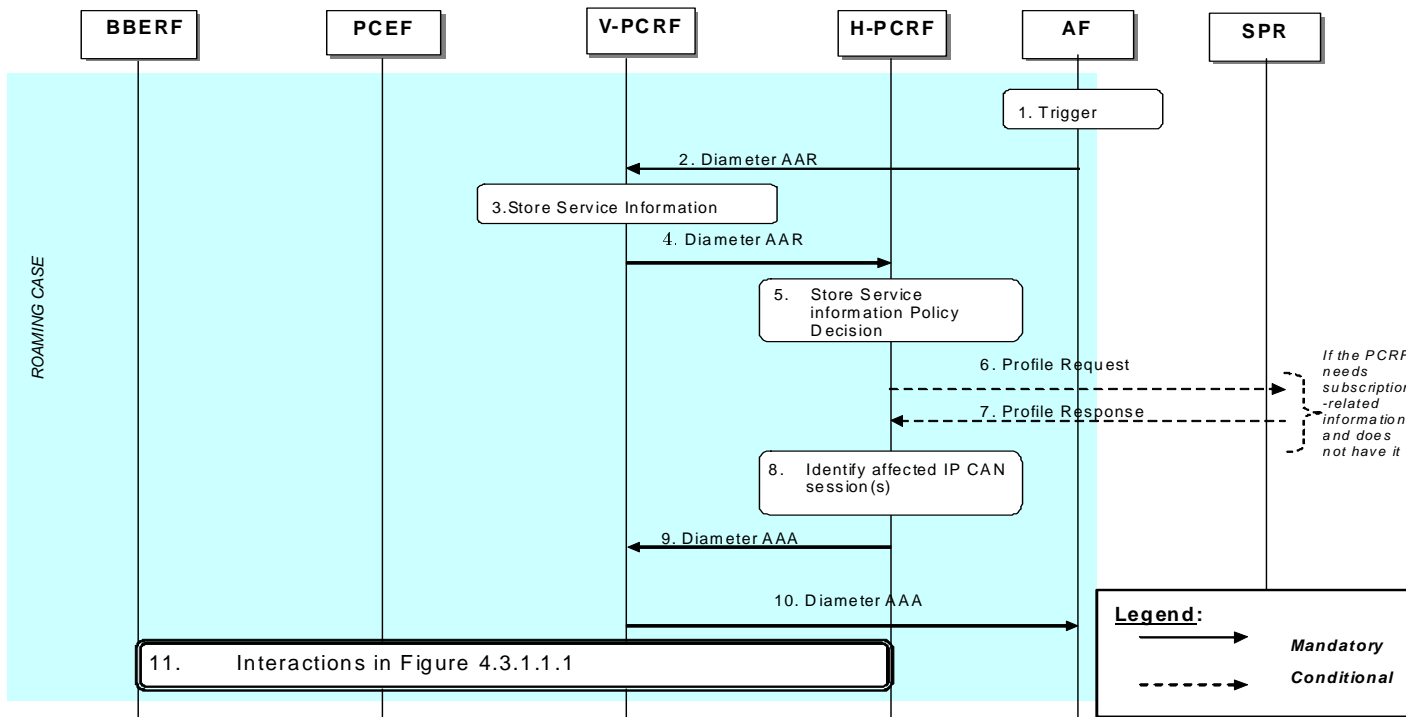 BBERF
PCEF
V-PCRF
H-PCRF
AF
SPR
1. Trigger
2. Diameter AAR
3.Store Service Information
4. Diameter AAR
ROAMING CASE
5. Store Service
information Policy
Decision
6. Profile Request
7. Profile Response
If the PCRF
needs
subscription
-related
information
and does
not have it
8. Identify affected IP CAN
session(s)
9. Diameter AAA
10. Diameter AAA
11. Interactions in Figure 4.3.1.1.1
Legend:
Mandatory
Conditional